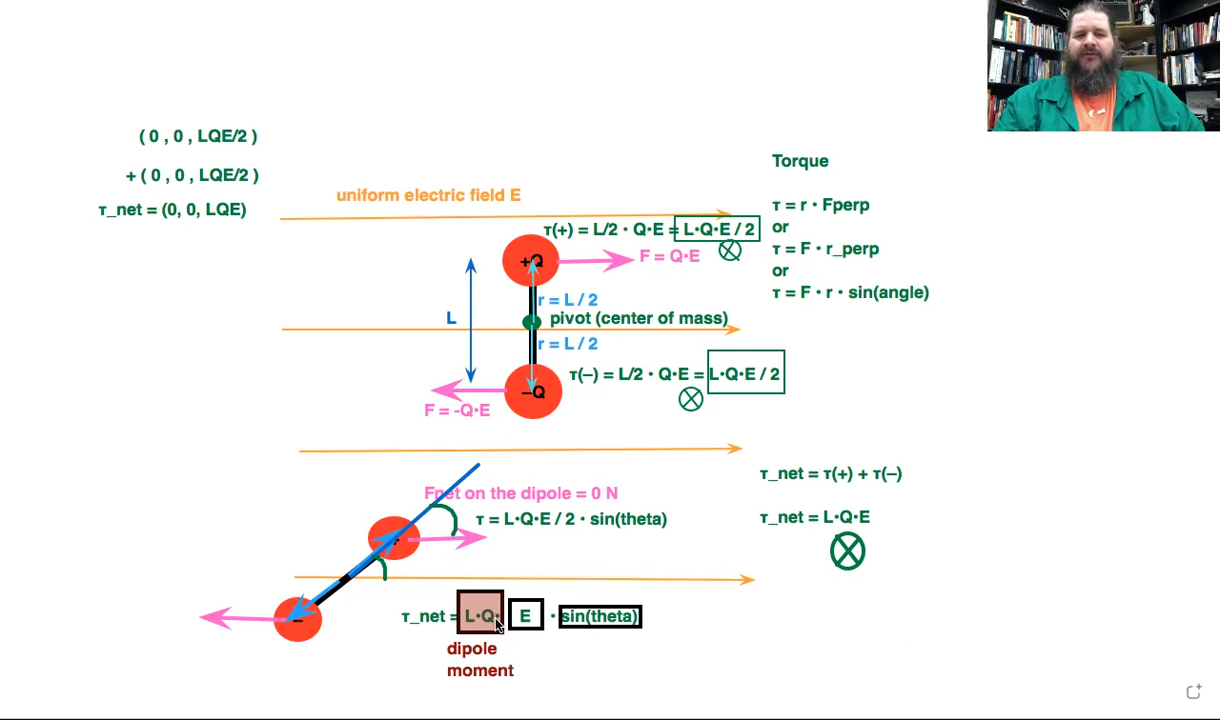 ( 0 , 0 , LQE/2 )
+ ( 0 , 0 , LQE/2 )
τ_net = (0, 0, LQE)
uniform electric field E
τ(+) = L/2 · Q·E = L·Q·E / 2
+Q
F = Q·E
r = L / 2
L
pivot (center of mass)
r = L / 2
τ(–) = L/2 · Q·E = L·Q·E / 2
–Q
F = -Q·E
Torque
τ = r · Fperp
or
τ = F · r_perp
or
τ = F · r · sin(angle)
Fnet on the dipole = 0 N
τ = L·Q·E / 2 · sin(theta)
τ_net = τ(+) + τ(–)
τ_net = L·Q·E
–
τ_net = L·Q· E · sin(theta)
dipole
moment